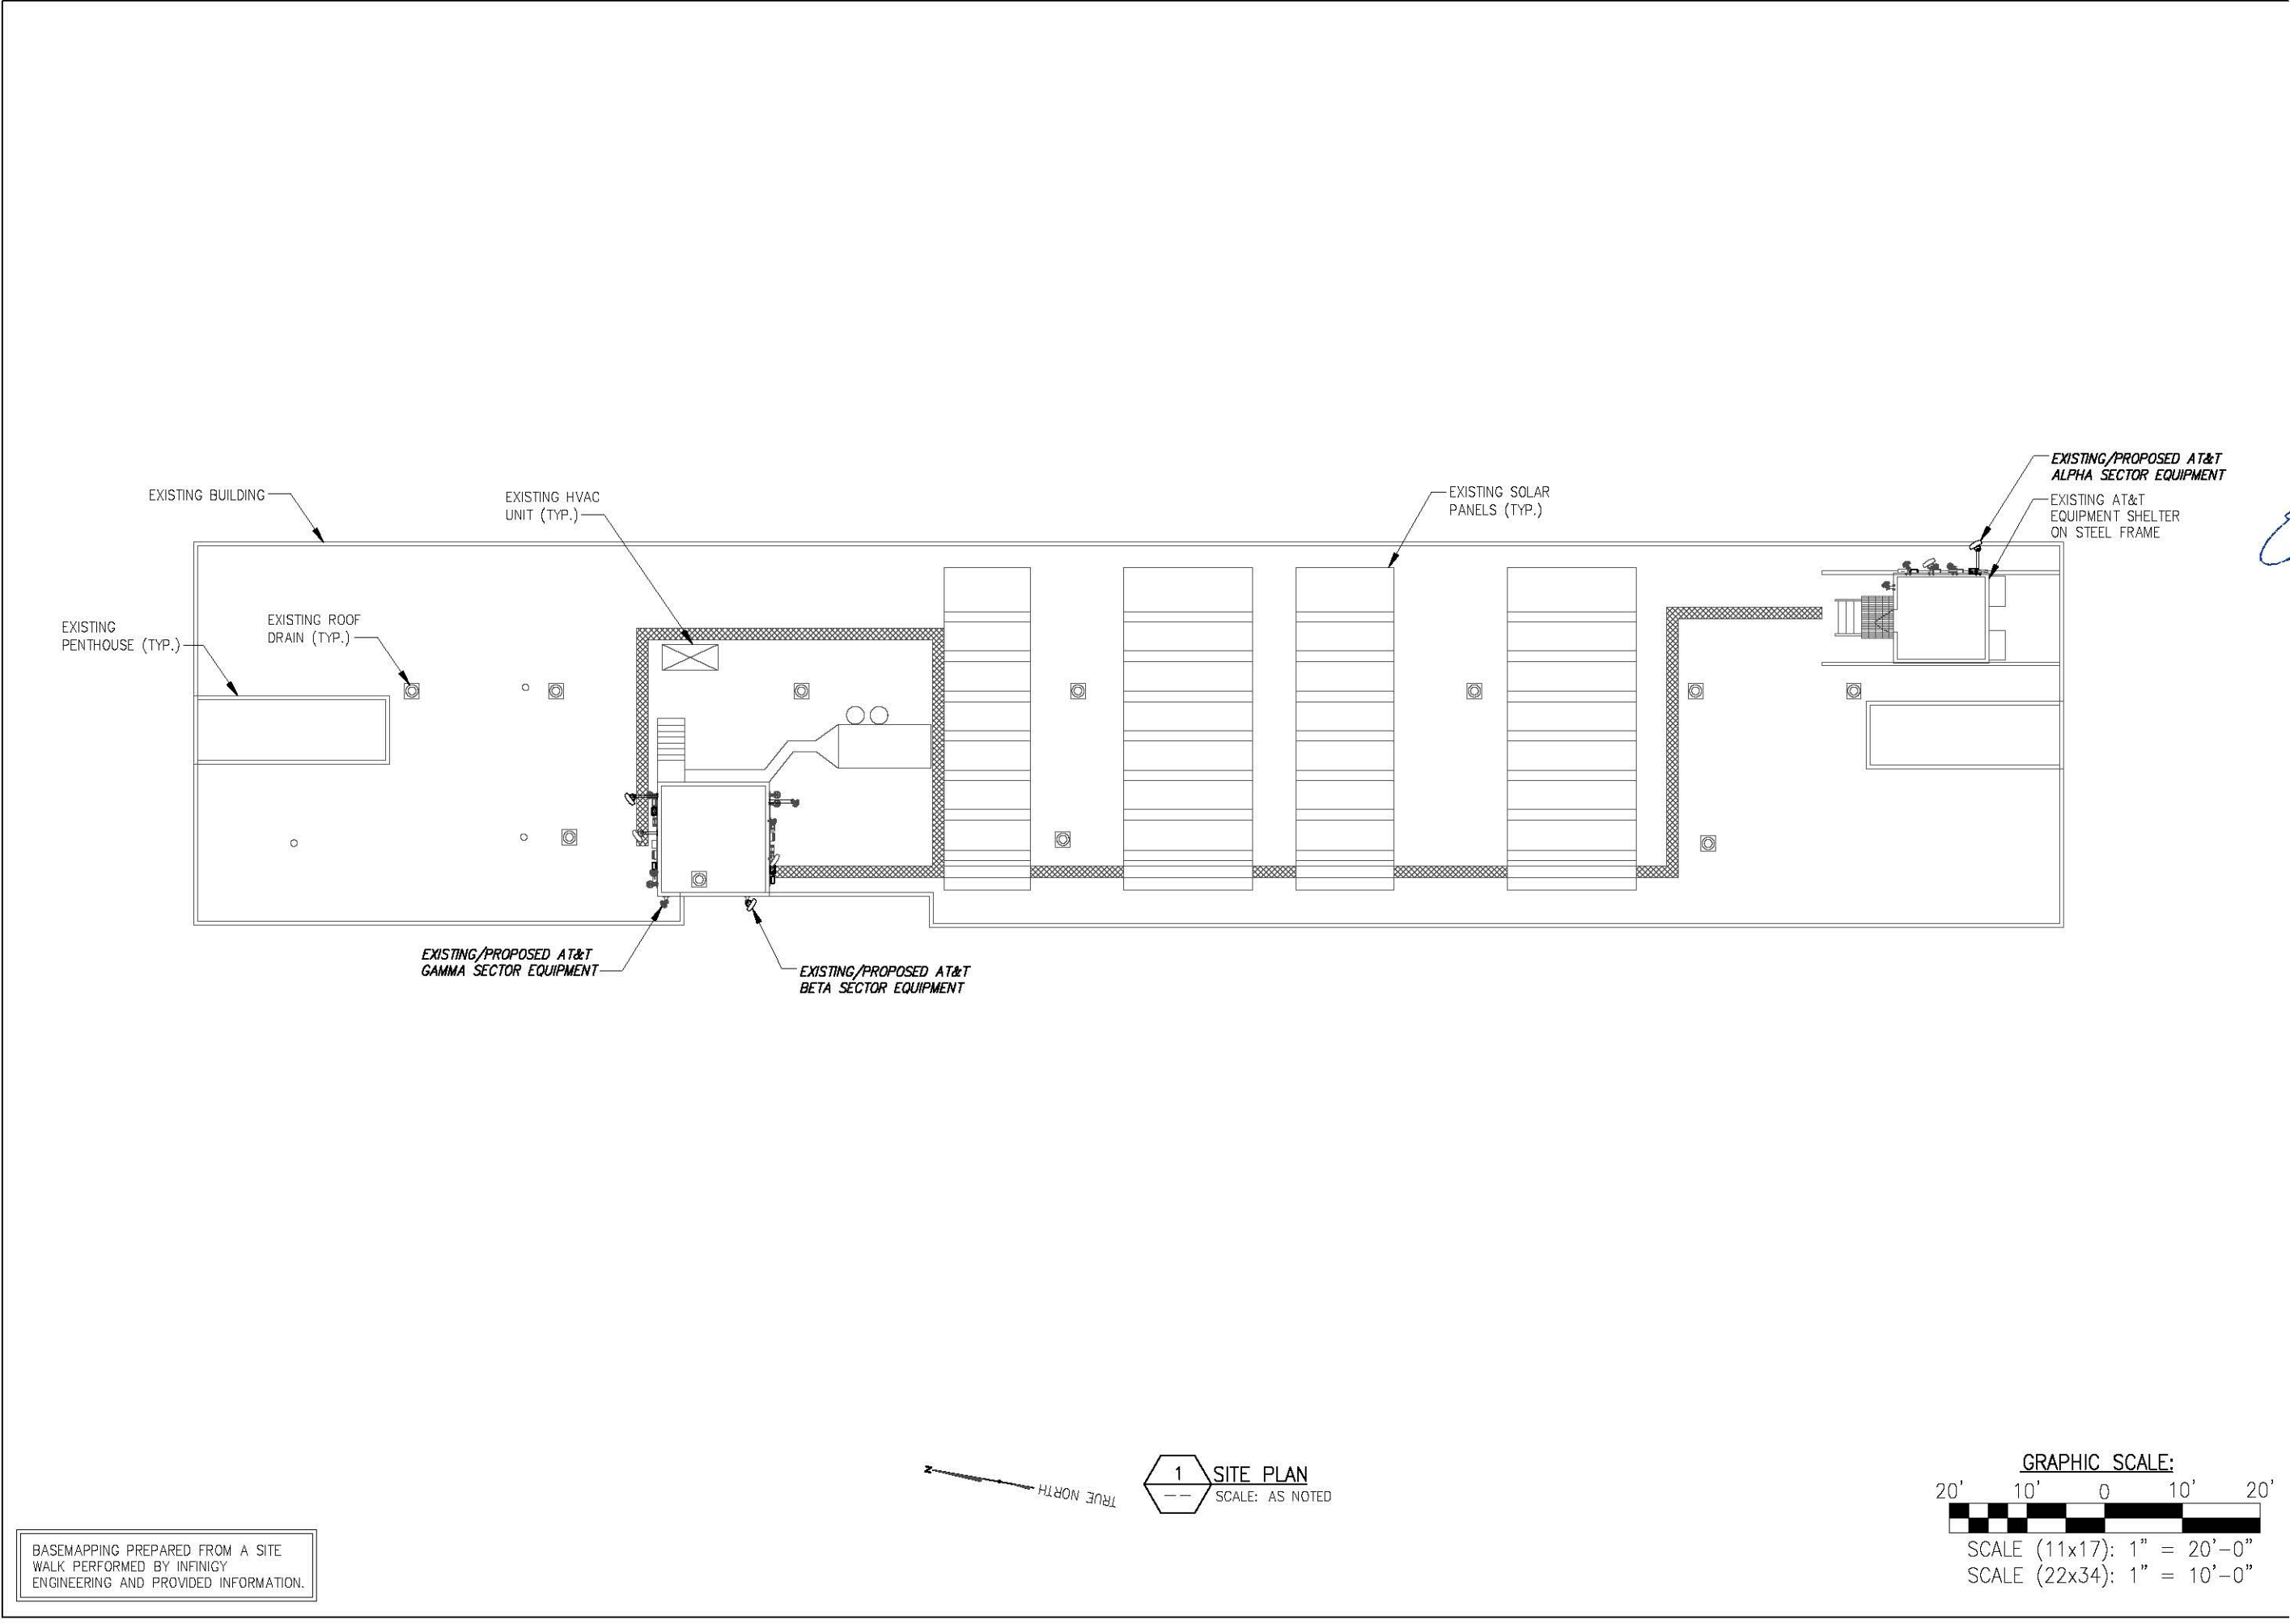 EXISTING/PROPOSED AT&T
ALPHA SECTOR EQUIPMENT
EXISTING BUILDING
EXISTING HVAC
UNIT (TYP.)
EXISTING SOLAR
PANELS (TYP.)
EXISTING AT&T
EQUIPMENT SHELTER
ON STEEL FRAME
EXISTING
PENTHOUSE (TYP.)
EXISTING ROOF
DRAIN (TYP.)
EXISTING/PROPOSED AT&T
GAMMA SECTOR EQUIPMENT
EXISTING/PROPOSED AT&T
BETA SECTOR EQUIPMENT
N
TRUE NORTH
1
SITE PLAN
-- SCALE: AS NOTED
GRAPHIC SCALE:
20' 10' 0 10' 20'
SCALE (11x17): 1" = 20'-0"
SCALE (22x34): 1" = 10'-0"
BASEMAPPING PREPARED FROM A SITE
WALK PERFORMED BY INFINIGY
ENGINEERING AND PROVIDED INFORMATION.